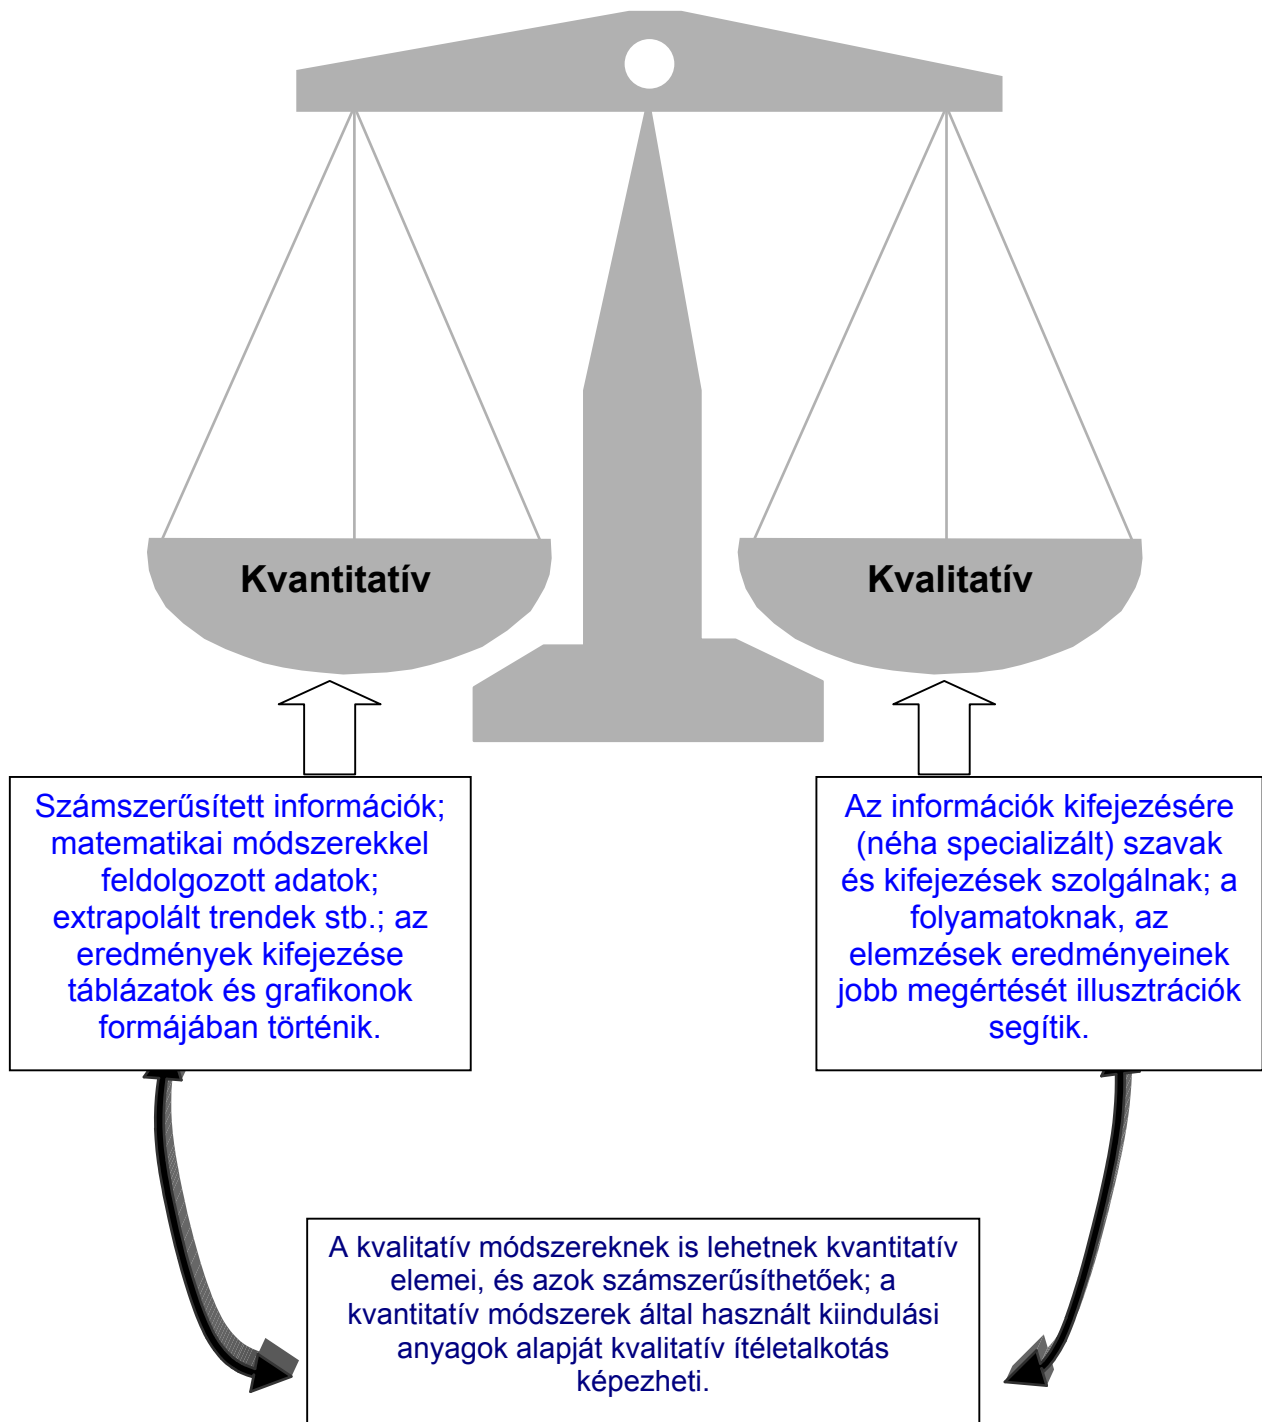 Kvantitatív
Kvalitatív
Számszerűsített információk;
matematikai módszerekkel
feldolgozott adatok;
extrapolált trendek stb.; az
eredmények kifejezése
táblázatok és grafikonok
formájában történik.
Az információk kifejezésére
(néha specializált) szavak
és kifejezések szolgálnak; a
folyamatoknak, az
elemzések eredményeinek
jobb megértését illusztrációk
segítik.
A kvalitatív módszereknek is lehetnek kvantitatív
elemei, és azok számszerűsíthetőek; a
kvantitatív módszerek által használt kiindulási
anyagok alapját kvalitatív ítéletalkotás
képezheti.